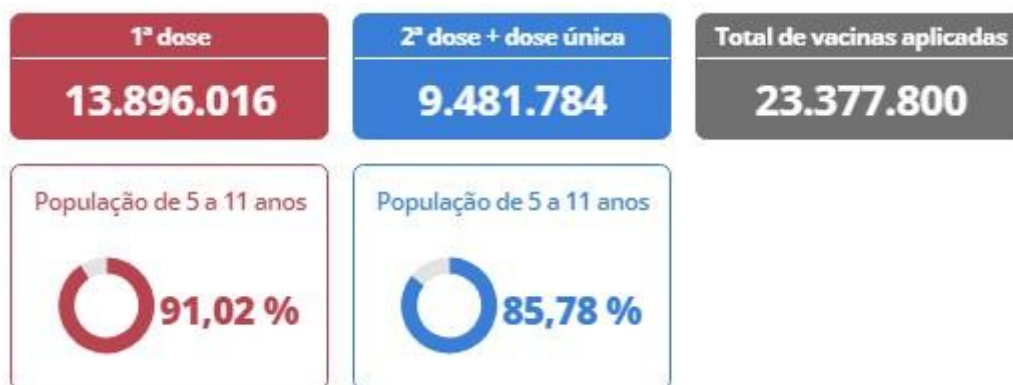 1ª dose
13.896.016
2ª dose + dose única
9.481.784
Total de vacinas aplicadas
23.377.800
População de 5 a 11 anos
91,02 %
População de 5 a 11 anos
85,78 %